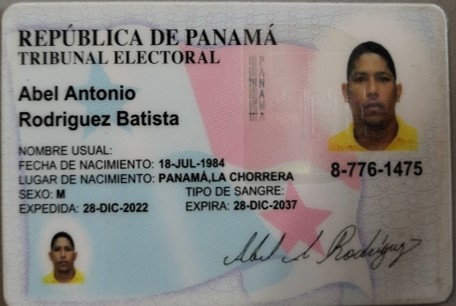 REPÚBLICA DE PANAMÁ
TRIBUNAL ELECTORAL
Abel Antonio
Rodriguez Batista
NOMBRE USUAL:
FECHA DE NACIMIENTO: 18-JUL-1984
LUGAR DE NACIMIENTO: PANAMÁ,LA CHORRERA
SEXO: M TIPO DE SANGRE:
EXPEDIDA: 28-DIC-2022 EXPIRA: 28-DIC-2037
PANAMA
8-776-1475
Abel A Rodriguez